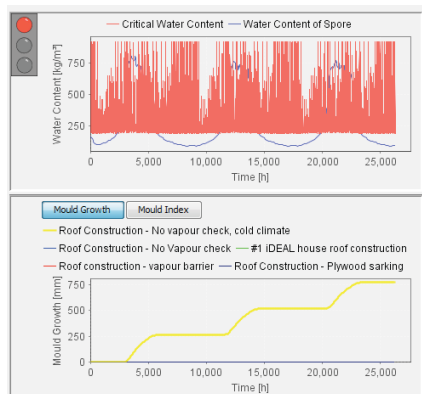 Critical Water Content Water Content of Spore
Water Content [kg/m³]
750
500
250
0 5,000 10,000 15,000 20,000 25,000
Time [h]
Mould Growth Mould Index
Roof Construction - No vapour check, cold climate
Roof Construction - No Vapour check #1 iDEAL house roof construction
Roof construction - vapour barrier Roof Construction - Plywood sarking
Mould Growth [mm]
750
500
250
0
0 5,000 10,000 15,000 20,000 25,000
Time [h]